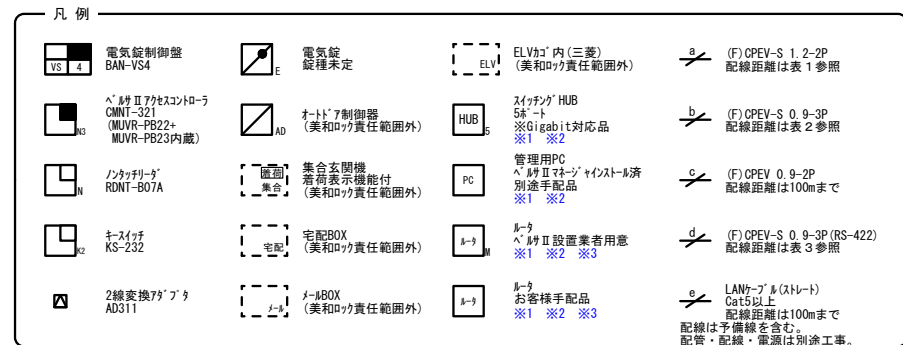 凡 例
VS 4
電気錠制御盤
BAN-VS4
N3
ﾍﾞﾙｻⅡｱｸｾｽｺﾝﾄﾛｰﾗ
CMNT-321
(MUVR-PB22+
MUVR-PB23内蔵)
N
ﾉﾝﾀｯﾁﾘｰﾀﾞ
RDNT-B07A
K2
ｷｰｽｲｯﾁ
KS-232
2線変換ｱﾀﾞﾌﾟﾀ
AD311
E
電気錠
錠種未定
AD
ｵｰﾄﾄﾞｱ制御器
(美和ﾛｯｸ責任範囲外)
着荷
集合
集合玄関機
着荷表示機能付
(美和ﾛｯｸ責任範囲外)
宅配
宅配BOX
(美和ﾛｯｸ責任範囲外)
ﾒｰﾙ
ﾒｰﾙBOX
(美和ﾛｯｸ責任範囲外)
ELV
ELVｶｺﾞ内(三菱)
(美和ﾛｯｸ責任範囲外)
HUB 5
ｽｲｯﾁﾝｸﾞHUB
5ﾎﾟｰﾄ
※Gigabit対応品
※1 ※2
PC
管理用PC
ﾍﾞﾙｻⅡﾏﾈｰｼﾞｬｲﾝｽﾄｰﾙ済
別途手配品
※1 ※2
ﾙｰﾀ M
ﾙｰﾀ
ﾍﾞﾙｻⅡ設置業者用意
※1 ※2 ※3
ﾙｰﾀ
ﾙｰﾀ
お客様手配品
※1 ※2 ※3
a
(F)CPEV-S 1.2-2P
配線距離は表1参照
b
(F)CPEV-S 0.9-3P
配線距離は表2参照
c
(F)CPEV 0.9-2P
配線距離は100mまで
d
(F)CPEV-S 0.9-3P(RS-422)
配線距離は表3参照
e
LANｹｰﾌﾞﾙ(ｽﾄﾚｰﾄ)
Cat5以上
配線距離は100mまで
配線は予備線を含む。
配管・配線・電源は別途工事。